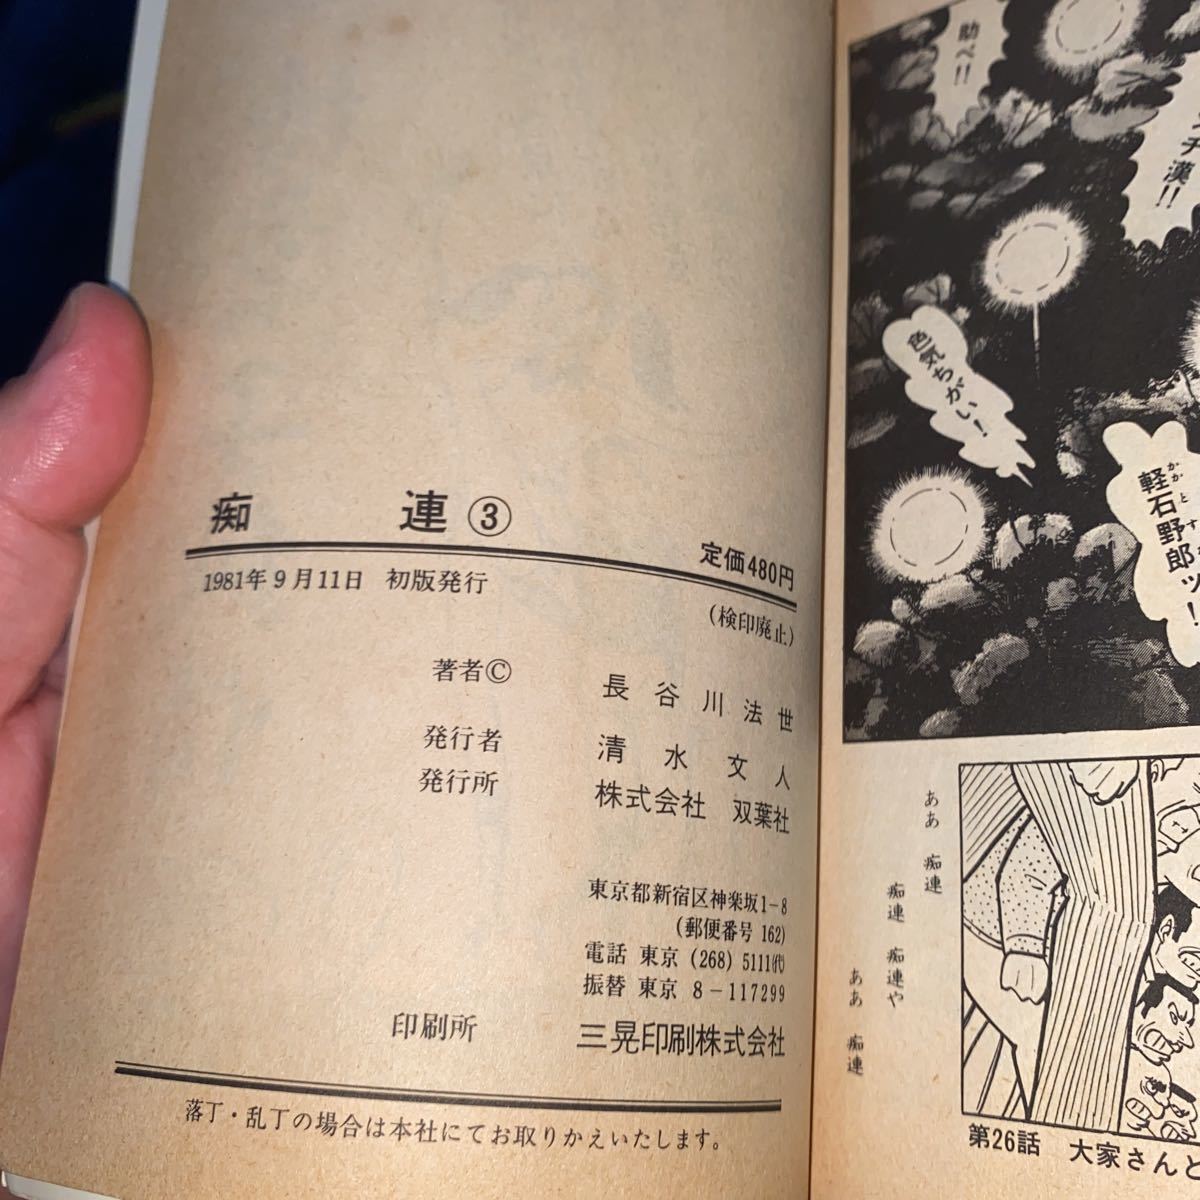 痴連③
定価480円
1981年9月11日 初版発行
(検印廃止)
著者© 長谷川法世
発行者 清水文人
発行所 株式会社 双葉社
東京都新宿区神楽坂1-8
(郵便番号 162)
電話 東京 (268) 5111(代)
振替 東京 8-117299
印刷所 三晃印刷株式会社
落丁・乱丁の場合は本社にてお取りかえいたします。
助べ!!
チ漢!!
色気ちがい!
軽石野郎ッ!
かかとす
ああ 痴連
痴連 痴連や
ああ 痴連
第26話 大家さんと